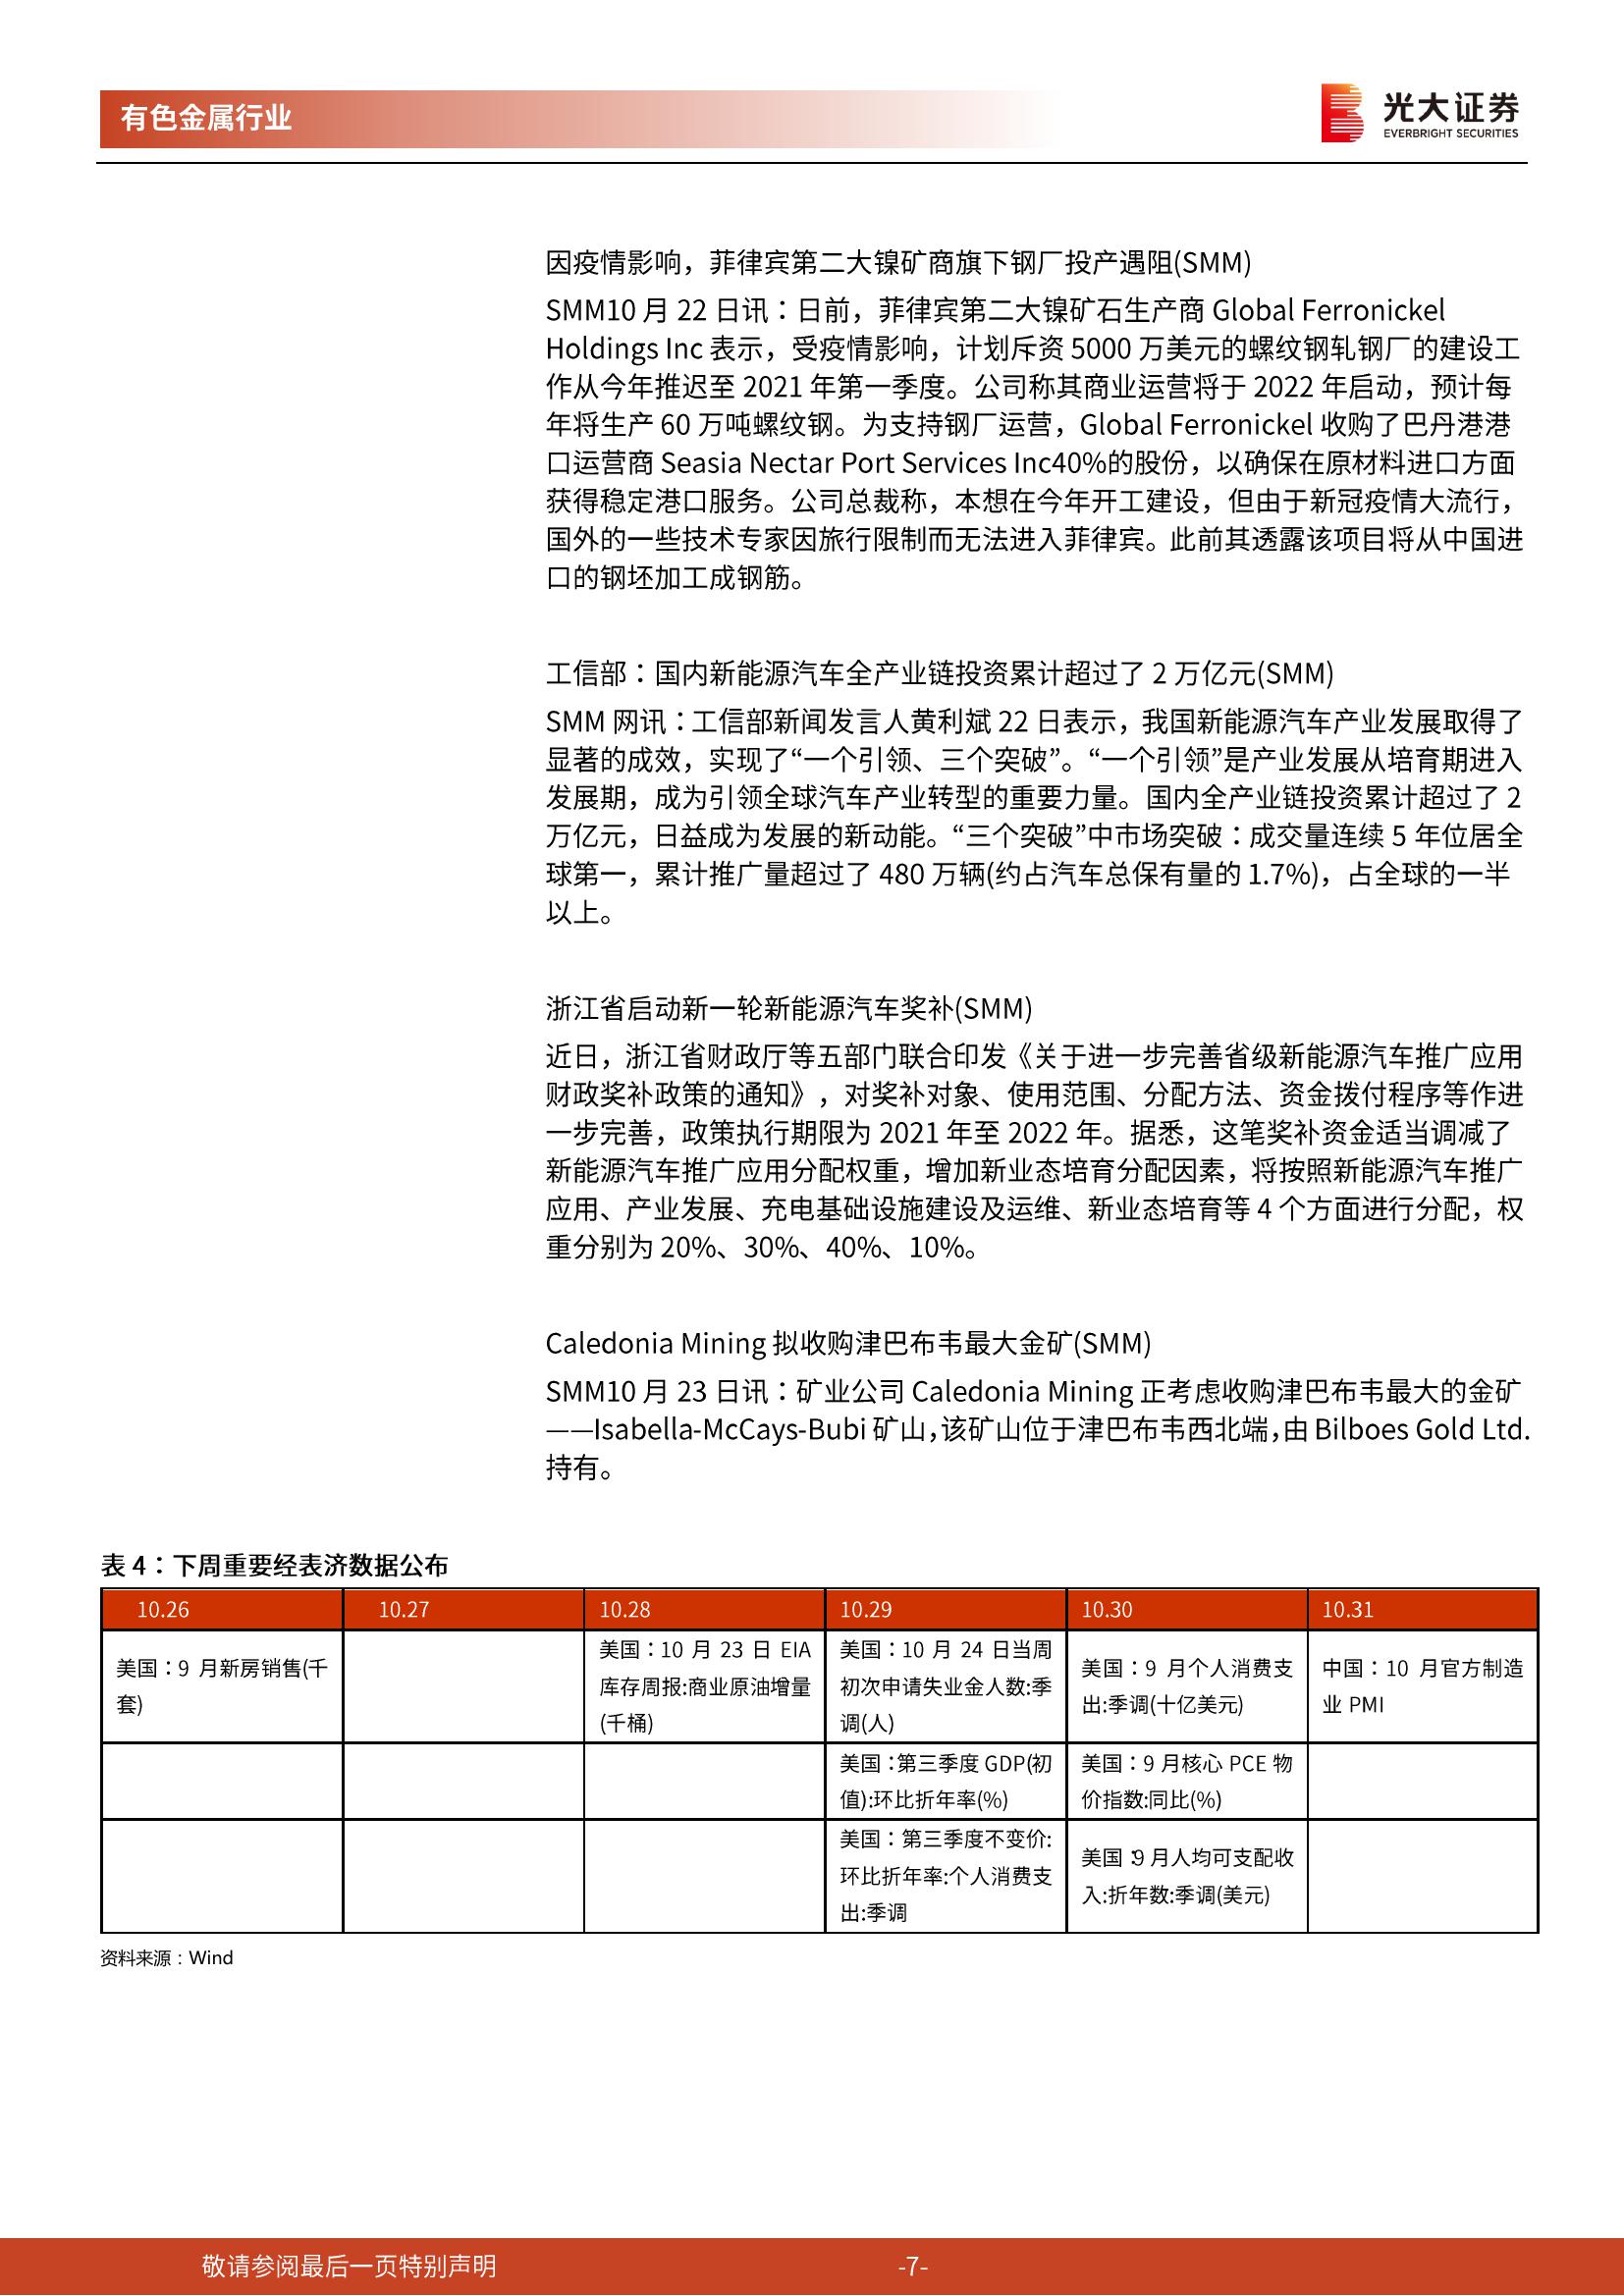 有色金属行业
光大证券
EVERBRIGHT SECURITIES
因疫情影响，菲律宾第二大镍矿商旗下钢厂投产遇阻(SMM)
SMM10 月 22 日讯：日前，菲律宾第二大镍矿石生产商 Global Ferronickel
Holdings Inc 表示，受疫情影响，计划斥资 5000 万美元的螺纹钢轧钢厂的建设工
作从今年推迟至 2021 年第一季度。公司称其商业运营将于 2022 年启动，预计每
年将生产 60 万吨螺纹钢。为支持钢厂运营，Global Ferronickel 收购了巴丹港港
口运营商 Seasia Nectar Port Services Inc40%的股份，以确保在原材料进口方面
获得稳定港口服务。公司总裁称，本想在今年开工建设，但由于新冠疫情大流行，
国外的一些技术专家因旅行限制而无法进入菲律宾。此前其透露该项目将从中国进
口的钢坯加工成钢筋。
工信部：国内新能源汽车全产业链投资累计超过了 2 万亿元(SMM)
SMM 网讯：工信部新闻发言人黄利斌 22 日表示，我国新能源汽车产业发展取得了
显著的成效，实现了“一个引领、三个突破”。“一个引领”是产业发展从培育期进入
发展期，成为引领全球汽车产业转型的重要力量。国内全产业链投资累计超过了 2
万亿元，日益成为发展的新动能。“三个突破”中市场突破：成交量连续 5 年位居全
球第一，累计推广量超过了 480 万辆(约占汽车总保有量的 1.7%)，占全球的一半
以上。
浙江省启动新一轮新能源汽车奖补(SMM)
近日，浙江省财政厅等五部门联合印发《关于进一步完善省级新能源汽车推广应用
财政奖补政策的通知》，对奖补对象、使用范围、分配方法、资金拨付程序等作进
一步完善，政策执行期限为 2021 年至 2022 年。据悉，这笔奖补资金适当调减了
新能源汽车推广应用分配权重，增加新业态培育分配因素，将按照新能源汽车推广
应用、产业发展、充电基础设施建设及运维、新业态培育等 4 个方面进行分配，权
重分别为 20%、30%、40%、10%。
Caledonia Mining 拟收购津巴布韦最大金矿(SMM)
SMM10 月 23 日讯：矿业公司 Caledonia Mining 正考虑收购津巴布韦最大的金矿
——Isabella-McCays-Bubi 矿山，该矿山位于津巴布韦西北端，由 Bilboes Gold Ltd.
持有。
表 4：下周重要经表济数据公布
10.26 10.27 10.28 10.29 10.30 10.31
美国：9 月新房销售(千
套)
美国：10 月 23 日 EIA
库存周报:商业原油增量
(千桶)
美国：10 月 24 日当周
初次申请失业金人数:季
调(人)
美国：9 月个人消费支
出:季调(十亿美元)
中国：10 月官方制造
业 PMI
美国：第三季度 GDP(初
值):环比折年率(%)
美国：9 月核心 PCE 物
价指数:同比(%)
美国：第三季度不变价:
环比折年率:个人消费支
出:季调
美国：9 月人均可支配收
入:折年数:季调(美元)
资料来源：Wind
敬请参阅最后一页特别声明
-7-